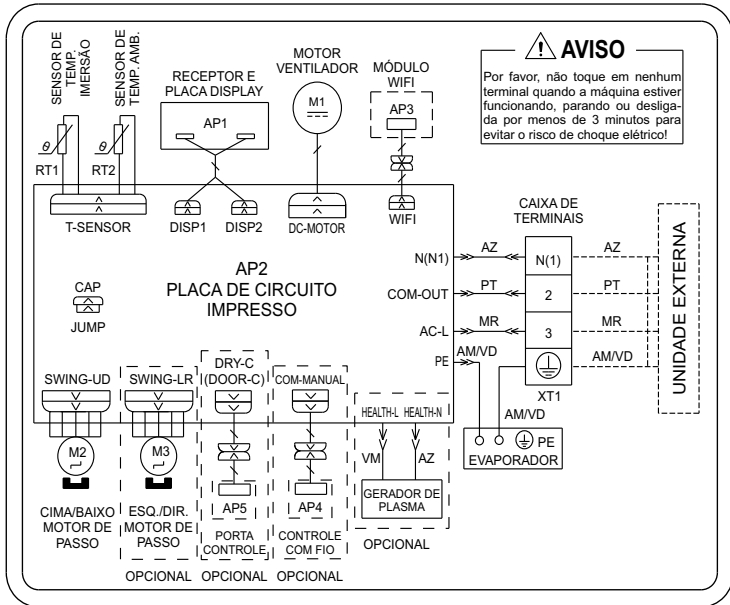 SENSOR DE
TEMP.
IMERSÃO
SENSOR DE
TEMP. AMB.
RECEPTOR E
PLACA DISPLAY
AP1
MOTOR
VENTILADOR
M1
MÓDULO
WIFI
AP3
AVISO
Por favor, não toque em nenhum
terminal quando a máquina estiver
funcionando, parando ou desliga-
da por menos de 3 minutos para
evitar o risco de choque elétrico!
θ
RT1
θ
RT2
T-SENSOR
DISP1
DISP2
DC-MOTOR
WIFI
CAIXA DE
TERMINAIS
N(N1)
AZ
N(1)
AZ
AP2
PLACA DE CIRCUITO
IMPRESSO
COM-OUT
PT
2
PT
CAP
JUMP
AC-L
MR
3
MR
PE
AM/VD
AM/VD
XT1
UNIDADE EXTERNA
AM/VD
PE
EVAPORADOR
SWING-UD
SWING-LR
DRY-C
(DOOR-C)
COM-MANUAL
HEALTH-L
HEALTH-N
M2
M3
VM
AZ
AP5
AP4
GERADOR DE
PLASMA
CIMA/BAIXO
MOTOR DE
PASSO
ESQ./DIR.
MOTOR DE
PASSO
PORTA
CONTROLE
CONTROLE
COM FIO
OPCIONAL
OPCIONAL
OPCIONAL
OPCIONAL